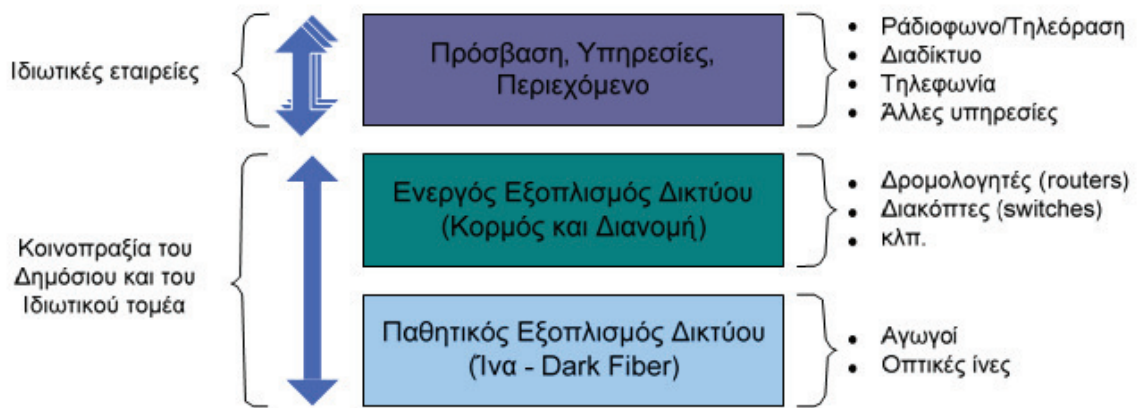 Ιδιωτικές εταιρείες
Πρόσβαση, Υπηρεσίες,
Περιεχόμενο
• Ράδιοφωνο/Τηλεόραση
• Διαδίκτυο
• Τηλεφωνία
• Άλλες υπηρεσίες
Κοινοπραξία του
Δημόσιου και του
Ιδιωτικού τομέα
Ενεργός Εξοπλισμός Δικτύου
(Κορμός και Διανομή)
• Δρομολογητές (routers)
• Διακόπτες (switches)
• κλπ.
Παθητικός Εξοπλισμός Δικτύου
(Ίνα - Dark Fiber)
• Αγωγοί
• Οπτικές ίνες